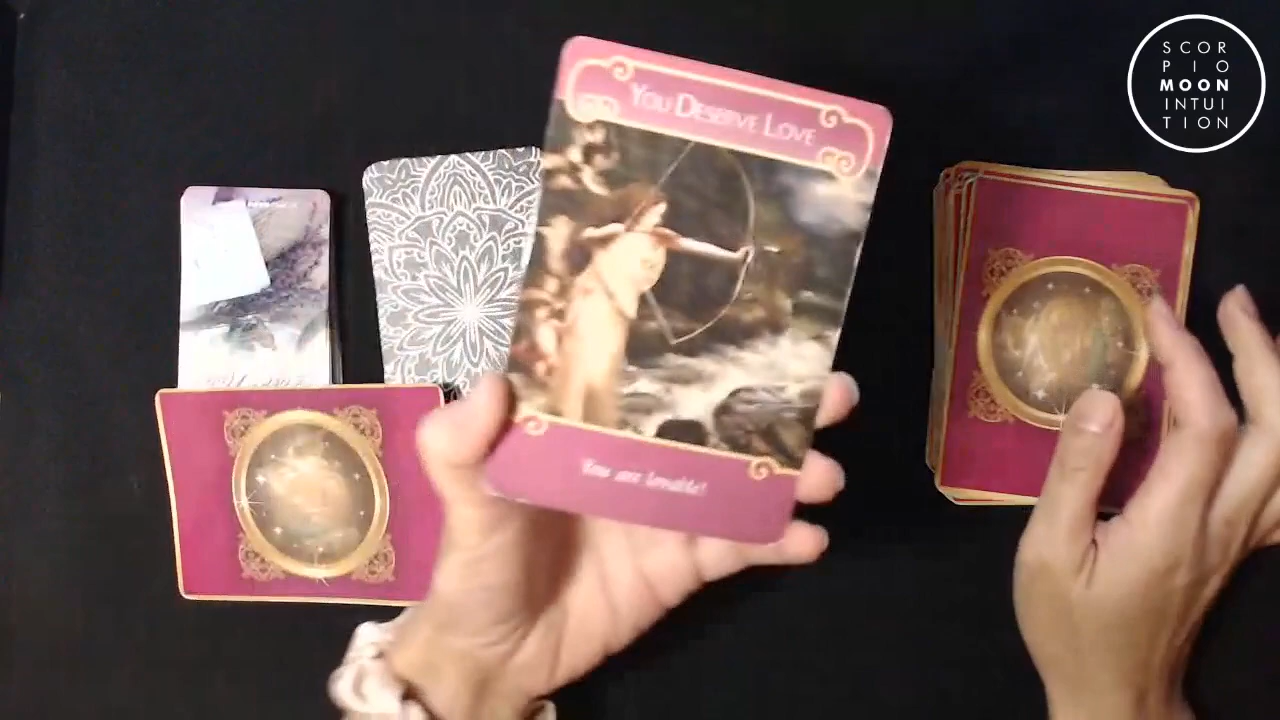 SCOR
PIO
MOON
INTUI
TION
You Deserve Love
You are lovable!